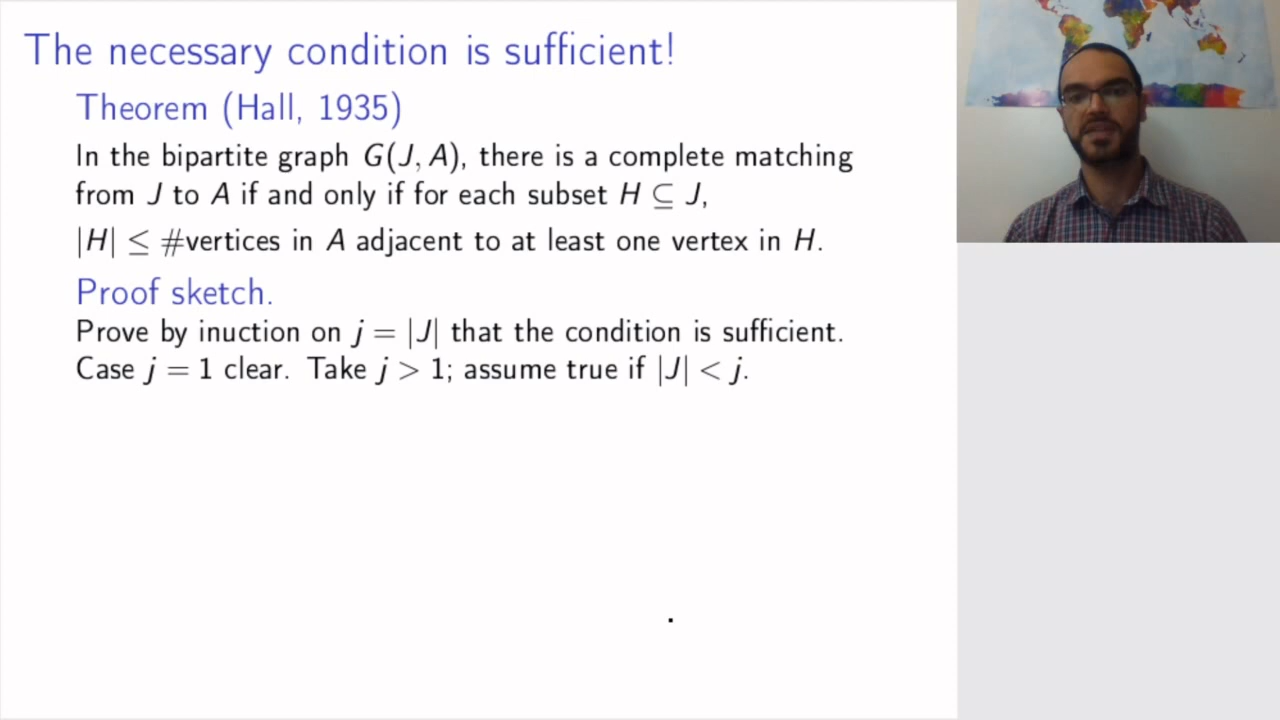 The necessary condition is sufficient!
Theorem (Hall, 1935)
In the bipartite graph G(J, A), there is a complete matching
from J to A if and only if for each subset H ⊆ J,
|H| ≤ #vertices in A adjacent to at least one vertex in H.
Proof sketch.
Prove by inuction on j = |J| that the condition is sufficient.
Case j = 1 clear. Take j > 1; assume true if |J| < j.